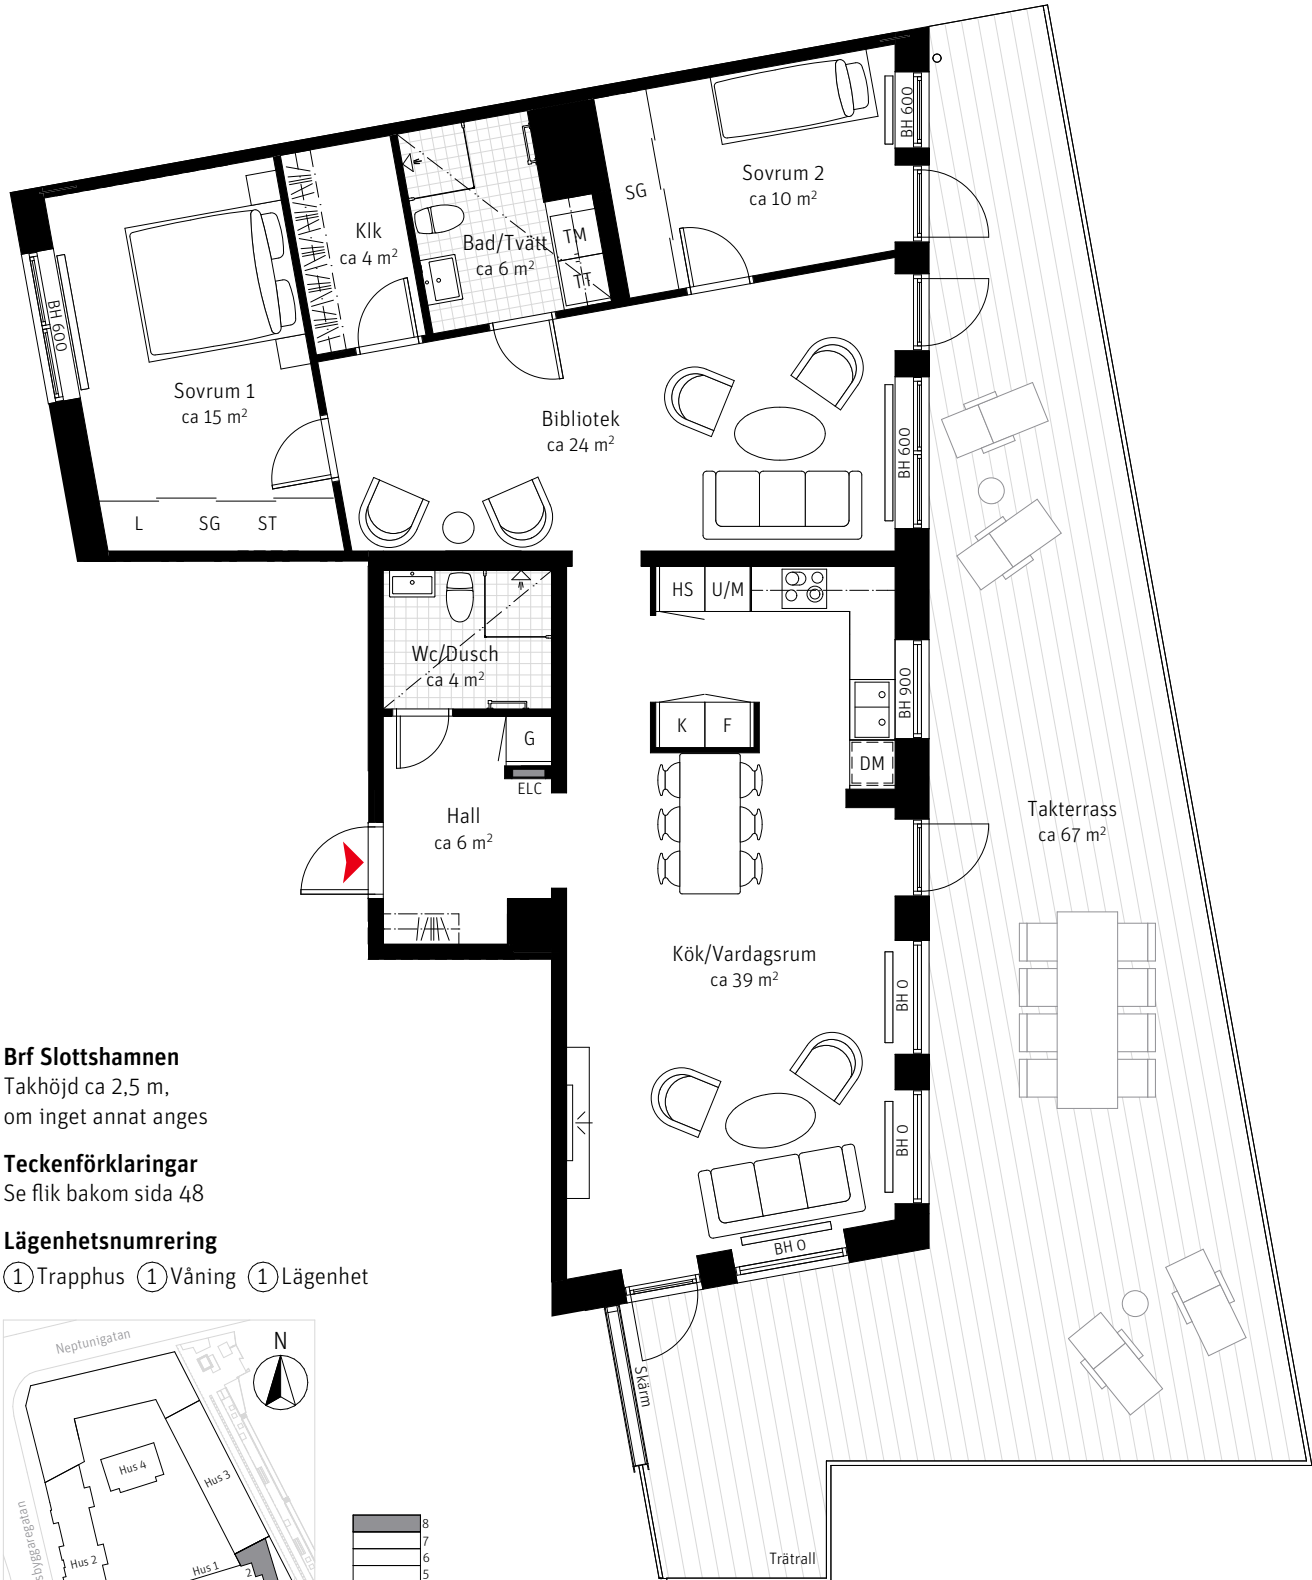 BH 600
Sovrum 2
ca 10 m²
SG
Klk
ca 4 m²
Bad/Tvätt
ca 6 m²
TM
TT
BH 600
Sovrum 1
ca 15 m²
Bibliotek
ca 24 m²
BH 600
L SG ST
HS U/M
Wc/Dusch
ca 4 m²
BH 900
K F
G
DM
ELC
Hall
ca 6 m²
Takterrass
ca 67 m²
Kök/Vardagsrum
ca 39 m²
BH 0
BH 0
BH 0
Skärm
Trätrall
Brf Slottshamnen
Takhöjd ca 2,5 m,
om inget annat anges
Teckenförklaringar
Se flik bakom sida 48
Lägenhetsnumrering
1 Trapphus 1 Våning 1 Lägenhet
Neptunigatan
N
Hus 4
Hus 3
Hus 2
Hus 1
2
8
7
6
5